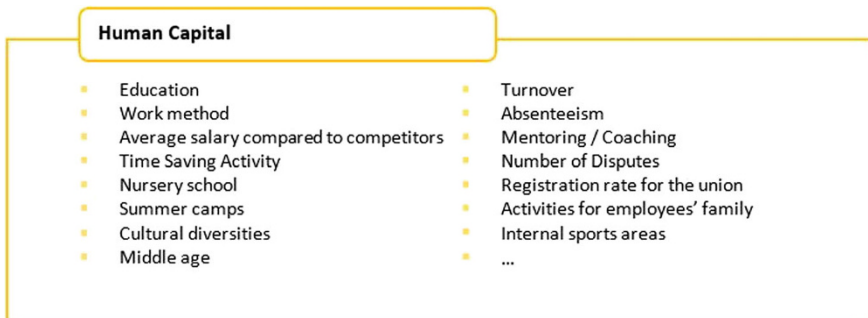 Human Capital
Education
Work method
Average salary compared to competitors
Time Saving Activity
Nursery school
Summer camps
Cultural diversities
Middle age
Turnover
Absenteeism
Mentoring / Coaching
Number of Disputes
Registration rate for the union
Activities for employees’ family
Internal sports areas
...